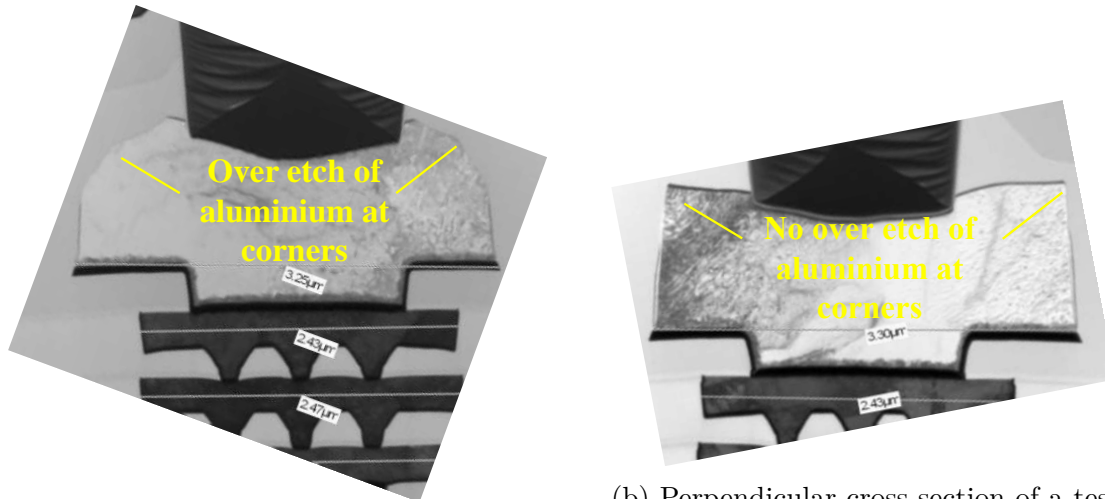 Over etch of
aluminium at
corners
3.25µm
2.43µm
2.47µm
No over etch of
aluminium at
corners
3.30µm
2.43µm
(b) Perpendicular cross section of a tes